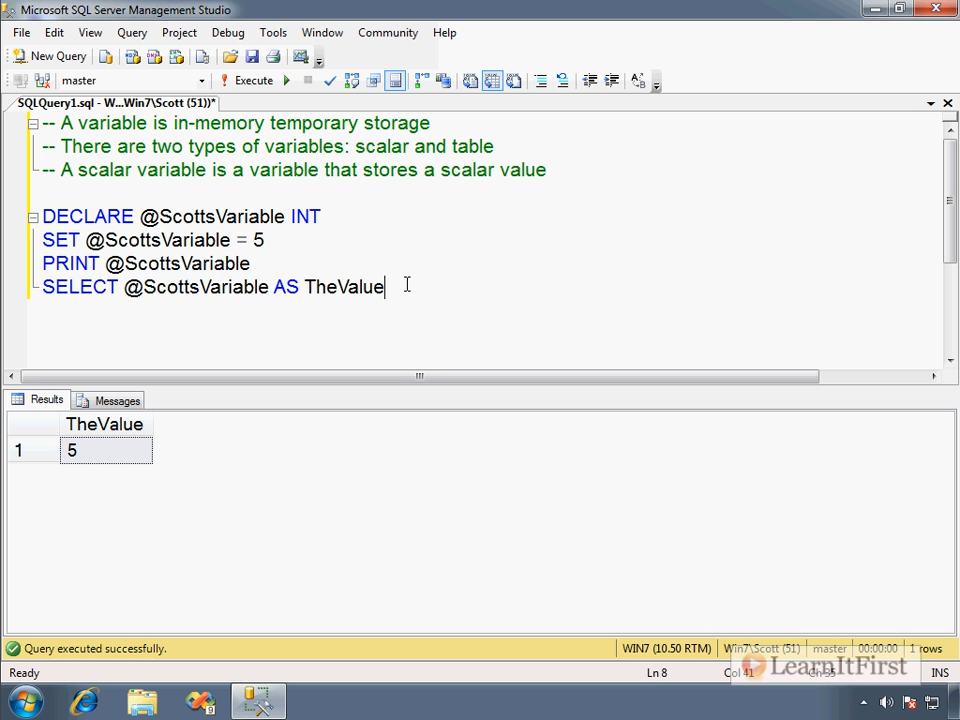 Microsoft SQL Server Management Studio
File Edit View Query Project Debug Tools Window Community Help
New Query
master Execute
SQLQuery1.sql - W...Win7\Scott (51))*
-- A variable is in-memory temporary storage
-- There are two types of variables: scalar and table
-- A scalar variable is a variable that stores a scalar value
DECLARE @ScottsVariable INT
SET @ScottsVariable = 5
PRINT @ScottsVariable
SELECT @ScottsVariable AS TheValue
Results Messages
TheValue
1 5
Query executed successfully. WIN7 (10.50 RTM) Win7\Scott (51) master 00:00:00 1 rows
Ready Ln 8 Col 41 Ch 35 INS
LearnItFirst